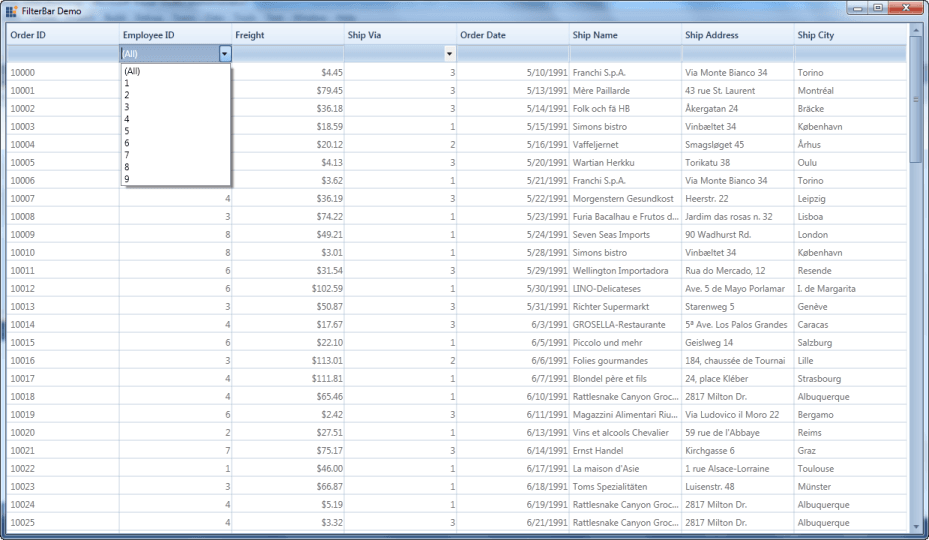 FilterBar Demo
Order ID Employee ID Freight Ship Via Order Date Ship Name Ship Address Ship City
(All)
(All)
1
2
3
4
5
6
7
8
9
10000 $4.45 3 5/10/1991 Franchi S.p.A. Via Monte Bianco 34 Torino
10001 $79.45 3 5/13/1991 Mère Paillarde 43 rue St. Laurent Montréal
10002 $36.18 3 5/14/1991 Folk och fä HB Åkergatan 24 Bräcke
10003 $18.59 1 5/15/1991 Simons bistro Vinbæltet 34 København
10004 $20.12 2 5/16/1991 Vaffeljernet Smagsløget 45 Århus
10005 $4.13 3 5/20/1991 Wartian Herkku Torikatu 38 Oulu
10006 $3.62 1 5/21/1991 Franchi S.p.A. Via Monte Bianco 34 Torino
10007 4 $36.19 3 5/22/1991 Morgenstern Gesundkost Heerstr. 22 Leipzig
10008 3 $74.22 1 5/23/1991 Furia Bacalhau e Frutos d... Jardim das rosas n. 32 Lisboa
10009 8 $49.21 1 5/24/1991 Seven Seas Imports 90 Wadhurst Rd. London
10010 8 $3.01 1 5/28/1991 Simons bistro Vinbæltet 34 København
10011 6 $31.54 3 5/29/1991 Wellington Importadora Rua do Mercado, 12 Resende
10012 6 $102.59 1 5/30/1991 LINO-Delicateses Ave. 5 de Mayo Porlamar I. de Margarita
10013 3 $50.87 3 5/31/1991 Richter Supermarkt Starenweg 5 Genève
10014 4 $17.67 3 6/3/1991 GROSELLA-Restaurante 5ª Ave. Los Palos Grandes Caracas
10015 6 $22.10 1 6/5/1991 Piccolo und mehr Geislweg 14 Salzburg
10016 3 $113.01 2 6/6/1991 Folies gourmandes 184, chaussée de Tournai Lille
10017 4 $111.81 1 6/7/1991 Blondel père et fils 24, place Kléber Strasbourg
10018 4 $65.46 1 6/10/1991 Rattlesnake Canyon Groc... 2817 Milton Dr. Albuquerque
10019 6 $2.42 3 6/11/1991 Magazzini Alimentari Riu... Via Ludovico il Moro 22 Bergamo
10020 2 $27.51 1 6/13/1991 Vins et alcools Chevalier 59 rue de l'Abbaye Reims
10021 7 $75.17 3 6/14/1991 Ernst Handel Kirchgasse 6 Graz
10022 1 $46.00 1 6/17/1991 La maison d'Asie 1 rue Alsace-Lorraine Toulouse
10023 3 $66.87 1 6/18/1991 Toms Spezialitäten Luisenstr. 48 Münster
10024 4 $5.19 1 6/19/1991 Rattlesnake Canyon Groc... 2817 Milton Dr. Albuquerque
10025 4 $3.32 3 6/21/1991 Rattlesnake Canyon Groc... 2817 Milton Dr. Albuquerque